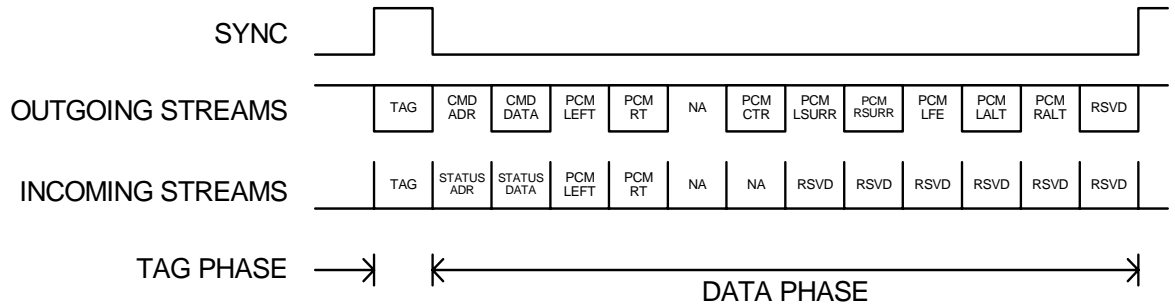 SYNC
OUTGOING STREAMS
TAG
CMD
ADR
CMD
DATA
PCM
LEFT
PCM
RT
NA
PCM
CTR
PCM
LSURR
PCM
RSURR
PCM
LFE
PCM
LALT
PCM
RALT
RSVD
INCOMING STREAMS
TAG
STATUS
ADR
STATUS
DATA
PCM
LEFT
PCM
RT
NA
NA
RSVD
RSVD
RSVD
RSVD
RSVD
RSVD
TAG PHASE
DATA PHASE